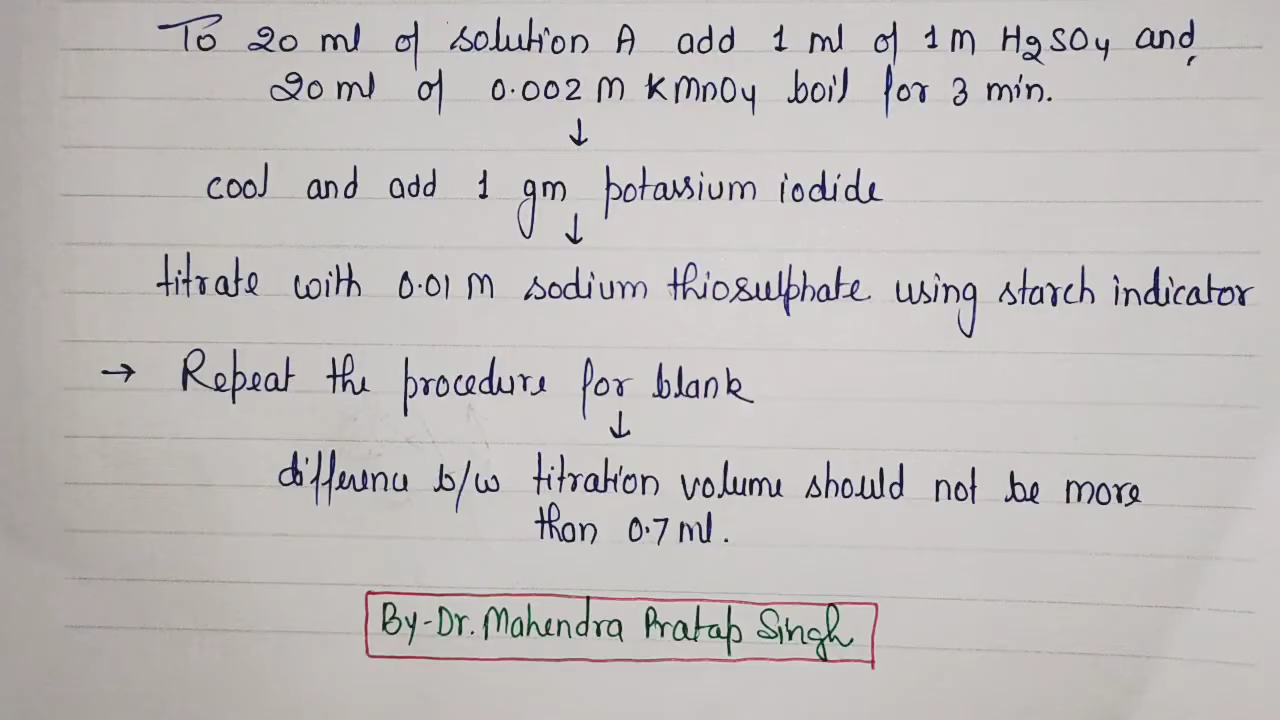 To 20 ml of solution A add 1 ml of 1M H2SO4 and
20 ml of 0.002 M KMnO4 boil for 3 min.
↓
cool and add 1 gm potassium iodide
↓
titrate with 0.01 M sodium thiosulphate using starch indicator
→ Repeat the procedure for blank
↓
difference b/w titration volume should not be more
than 0.7 ml.
By-Dr. Mahendra Pratap Singh